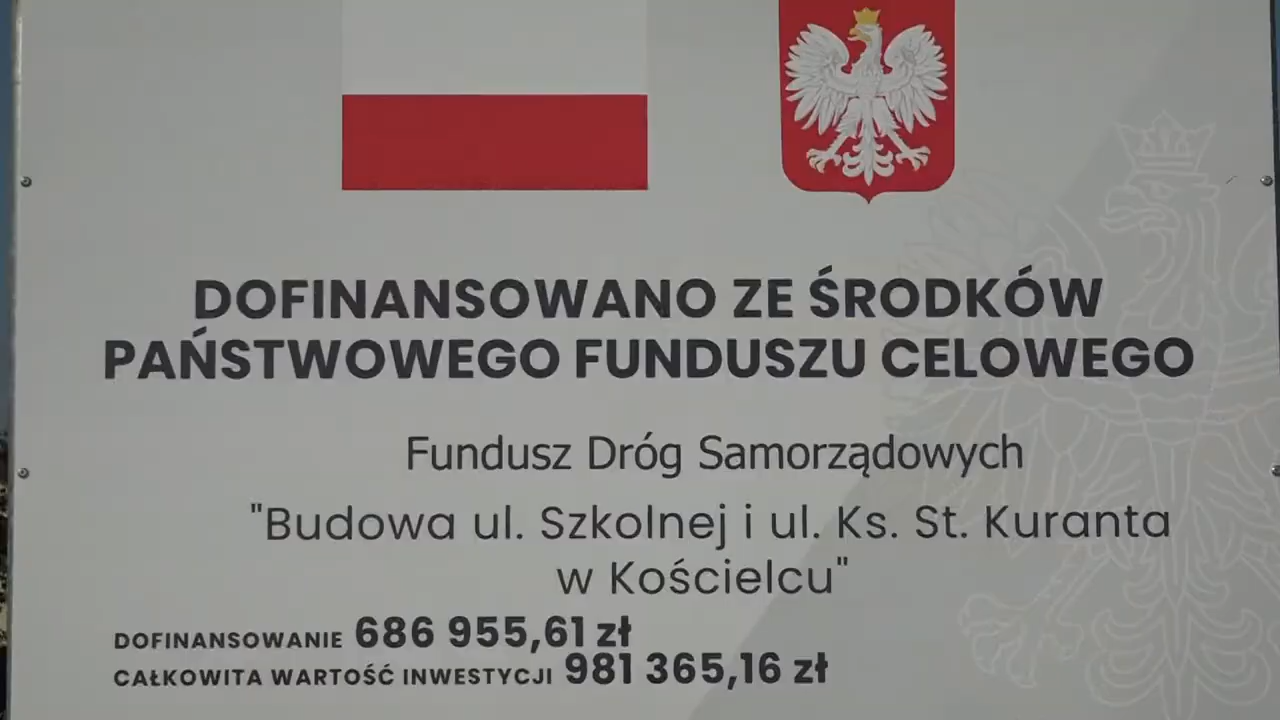 DOFINANSOWANO ZE ŚRODKÓW
PAŃSTWOWEGO FUNDUSZU CELOWEGO
Fundusz Dróg Samorządowych
"Budowa ul. Szkolnej i ul. Ks. St. Kuranta
w Kościelcu"
DOFINANSOWANIE 686 955,61 zł
CAŁKOWITA WARTOŚĆ INWESTYCJI 981 365,16 zł